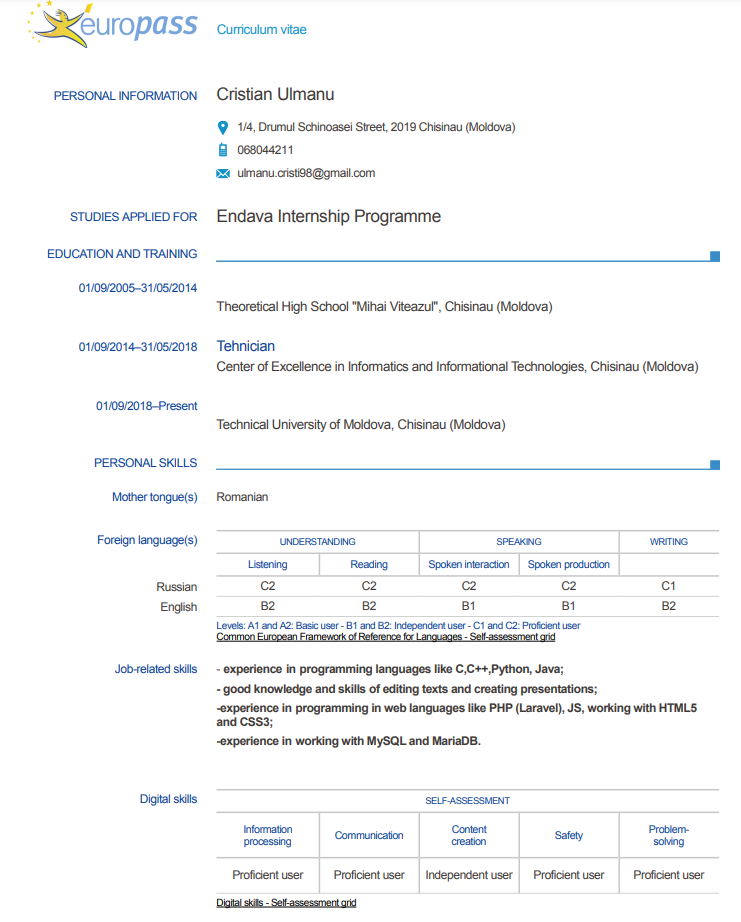 europass Curriculum vitae
PERSONAL INFORMATION Cristian Ulmanu
1/4, Drumul Schinoasei Street, 2019 Chisinau (Moldova)
068044211
ulmanu.cristi98@gmail.com
STUDIES APPLIED FOR Endava Internship Programme
EDUCATION AND TRAINING
01/09/2005–31/05/2014
Theoretical High School "Mihai Viteazul", Chisinau (Moldova)
01/09/2014–31/05/2018 Tehnician
Center of Excellence in Informatics and Informational Technologies, Chisinau (Moldova)
01/09/2018–Present
Technical University of Moldova, Chisinau (Moldova)
PERSONAL SKILLS
Mother tongue(s) Romanian
Foreign language(s) UNDERSTANDING SPEAKING WRITING
Listening Reading Spoken interaction Spoken production
Russian C2 C2 C2 C2 C1
English B2 B2 B1 B1 B2
Levels: A1 and A2: Basic user - B1 and B2: Independent user - C1 and C2: Proficient user
Common European Framework of Reference for Languages - Self-assessment grid
Job-related skills - experience in programming languages like C,C++,Python, Java;
- good knowledge and skills of editing texts and creating presentations;
-experience in programming in web languages like PHP (Laravel), JS, working with HTML5
and CSS3;
-experience in working with MySQL and MariaDB.
Digital skills SELF-ASSESSMENT
Information processing Communication Content creation Safety Problem-solving
Proficient user Proficient user Independent user Proficient user Proficient user
Digital skills - Self-assessment grid